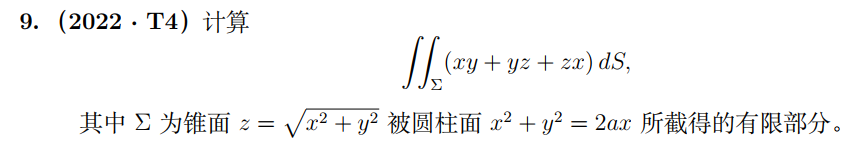 9. (2022 · T4) 计算
∬_Σ (xy + yz + zx) dS,
其中 Σ 为锥面 z = √(x² + y²) 被圆柱面 x² + y² = 2ax 所截得的有限部分。